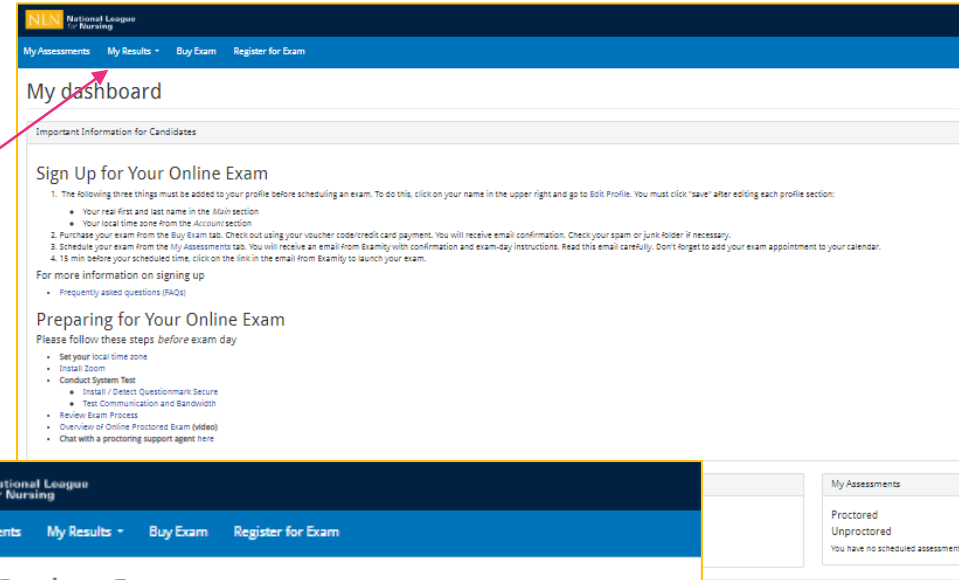 NLN National League
for Nursing
My Assessments My Results Buy Exam Register for Exam
My dashboard
Important Information for Candidates
Sign Up for Your Online Exam
1. The following three things must be added to your profile before scheduling an exam. To do this, click on your name in the upper right and go to Edit Profile. You must click "save" after editing each profile section:
• Your real first and last name in the Main section
• Your local time zone from the Account section
2. Purchase your exam from the Buy Exam tab. Check out using your voucher code/credit card payment. You will receive email confirmation. Check your spam or junk folder if necessary.
3. Schedule your exam from the My Assessments tab. You will receive an email from Examity with confirmation and exam-day instructions. Read this email carefully. Don't forget to add your exam appointment to your calendar.
4. 15 min before your scheduled time, click on the link in the email from Examity to launch your exam.
For more information on signing up
• Frequently asked questions (FAQs)
Preparing for Your Online Exam
Please follow these steps before exam day
• Set your local time zone
• Install Zoom
• Conduct System Test
• Install / Detect Questionmark Secure
• Test Communication and Bandwidth
• Review Exam Process
• Overview of Online Proctored Exam (video)
• Chat with a proctoring support agent here
My Assessments
Proctored
Unproctored
You have no scheduled assessment
ational League
r Nursing
ents My Results Buy Exam Register for Exam